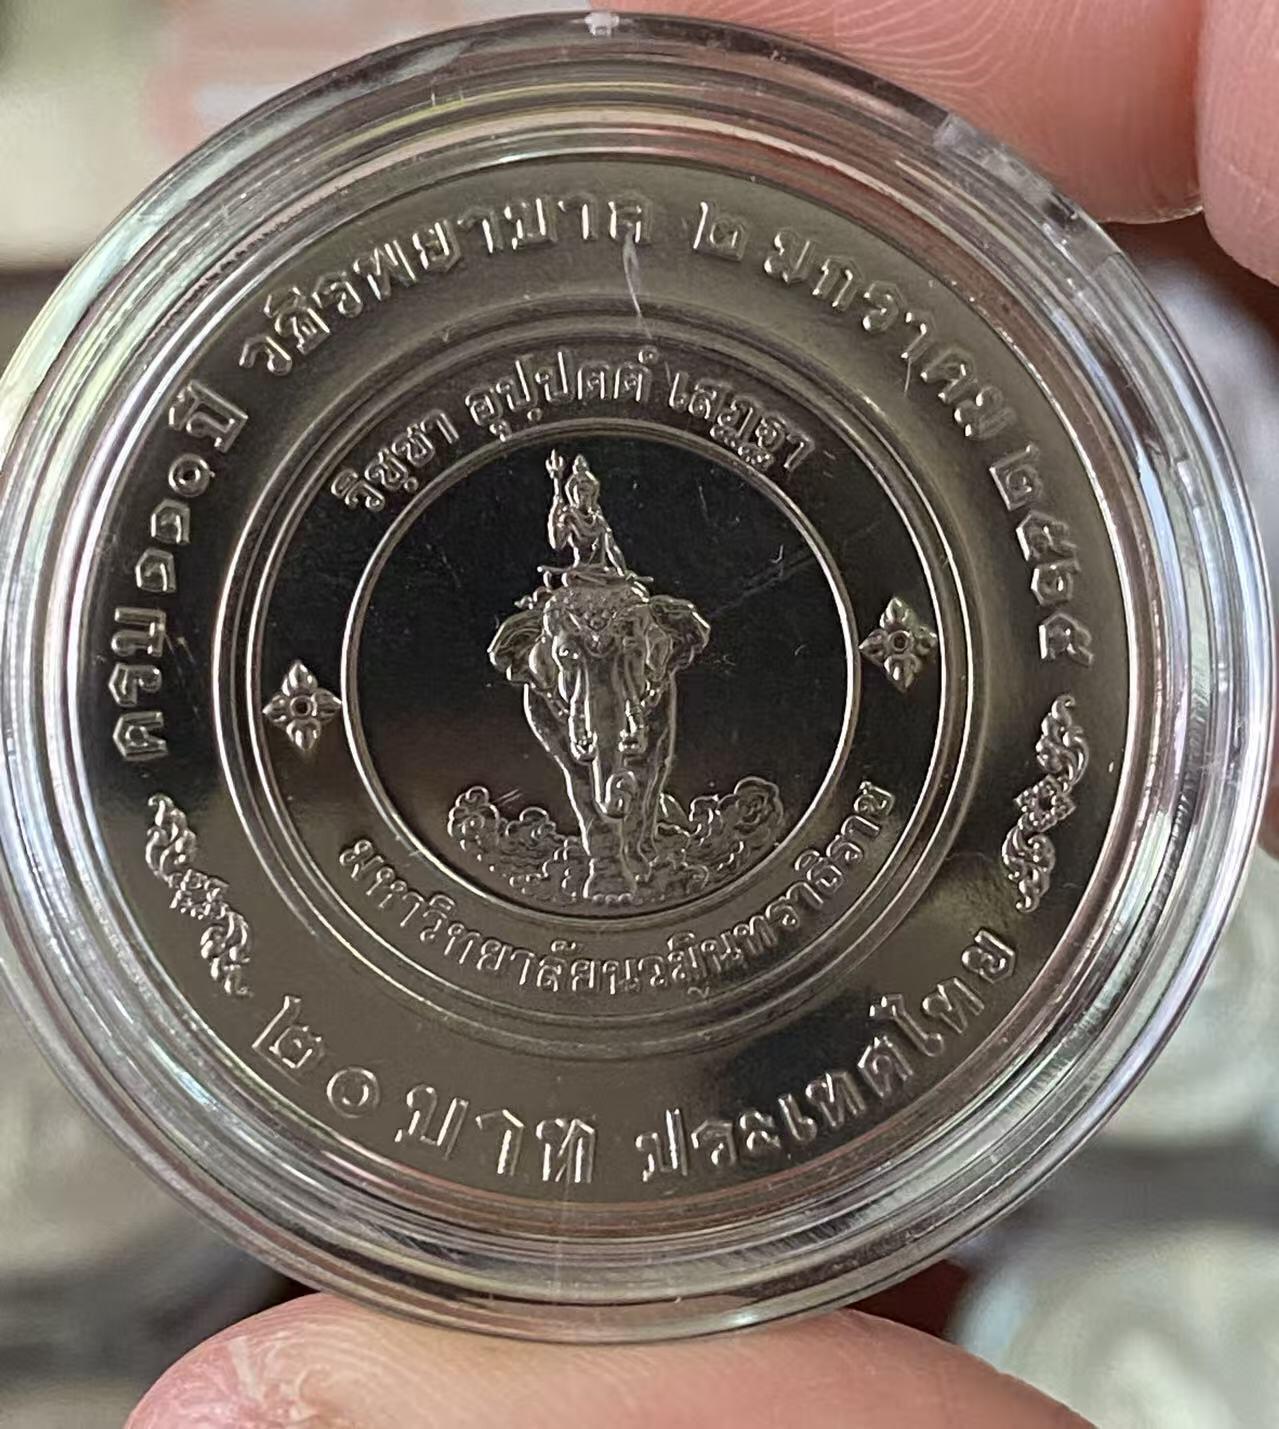 ครบ ๑๑๐ ปี วชิรพยาบาล ๒ มกราคม ๒๕๖๕
วิชฺชา อุปฺปตตํ เสฏฺฐา
มหาวิทยาลัยนวมินทราธิราช
๒๐ บาท ประเทศไทย